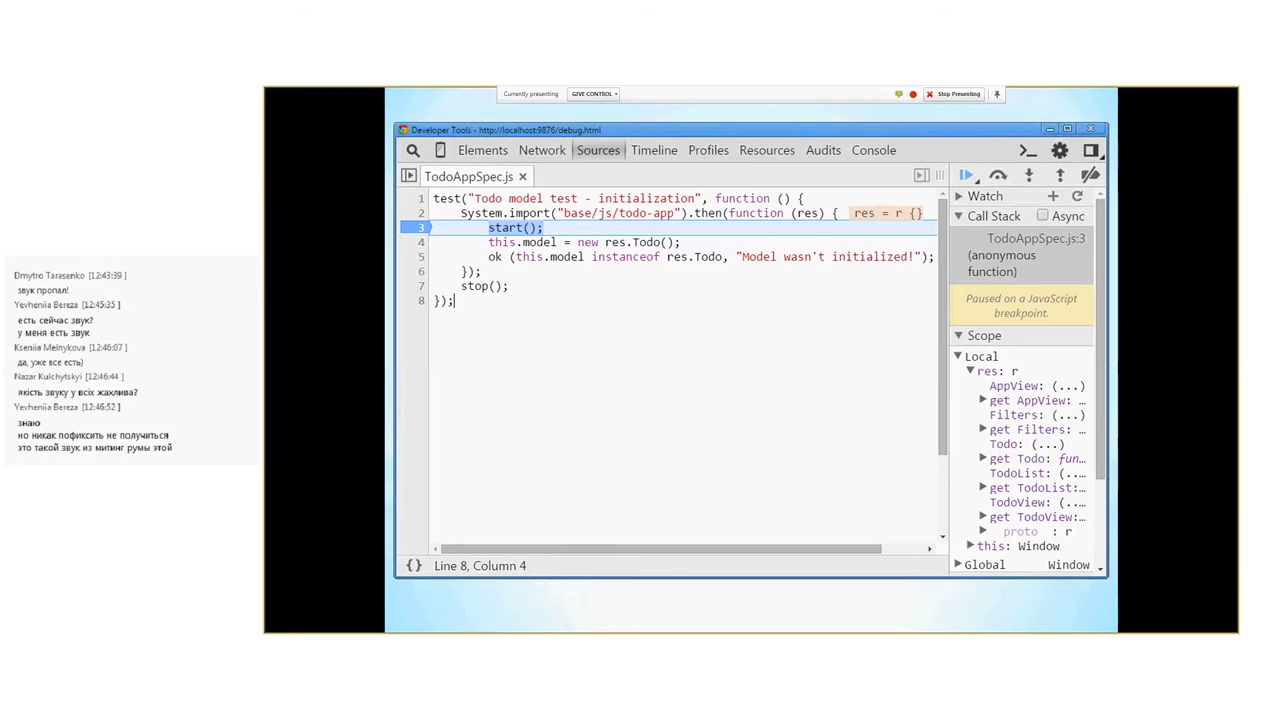 Currently presenting
GIVE CONTROL
Stop Presenting
Developer Tools - http://localhost:9876/debug.html
Elements Network Sources Timeline Profiles Resources Audits Console
TodoAppSpec.js
1 test("Todo model test - initialization", function () {
2 System.import("base/js/todo-app").then(function (res) { res = r {}
3 start();
4 this.model = new res.Todo();
5 ok (this.model instanceof res.Todo, "Model wasn't initialized!");
6 });
7 stop();
8 });
Line 8, Column 4
Watch
Call Stack Async
TodoAppSpec.js:3
(anonymous
function)
Paused on a JavaScript
breakpoint.
Scope
Local
res: r
AppView: (...)
get AppView: …
Filters: (...)
get Filters: …
Todo: (...)
get Todo: fun…
TodoList: (..
get TodoList:…
TodoView: (..
get TodoView:…
proto : r
this: Window
Global Window
Dmytro Tarasenko [12:43:39 ]
звук пропал!
Yevheniia Bereza [12:45:35 ]
есть сейчас звук?
у меня есть звук
Kseniia Melnykova [12:46:07 ]
да, уже все есть)
Nazar Kulchytskyi [12:46:44 ]
якість звуку у всіх жахлива?
Yevheniia Bereza [12:46:52 ]
знаю
но никак пофиксить не получиться
это такой звук из митинг румы этой